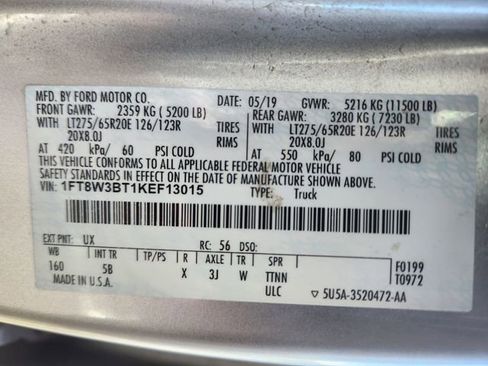 MFD. BY FORD MOTOR CO. 05/19 GVWR: 5216 KG (11500 LB)
FRONT GAWR: 2359 KG (5200 LB) REAR GAWR: 3280 KG (7230 LB)
WITH LT275/65R20E 126/123R TIRES WITH LT275/65R20E 126/123R TIRES
20X8.0J RIMS 20X8.0J RIMS
AT 420 kPa/ 60 PSI COLD AT 550 kPa/ 80 PSI COLD
THIS VEHICLE CONFORMS TO ALL APPLICABLE FEDERAL MOTOR VEHICLE
SAFETY STANDARDS IN EFFECT ON THE DATE OF MANUFACTURE SHOWN ABOVE.
VIN: 1FT8W3BT1KEF13015 TYPE: Truck
EXT PNT: UX RC: 56 DSO:
WB INT TR TP/PS R AXLE TR SPR F0199
160 5B X 3J W TTNN T0972
MADE IN U.S.A. ULC ▽5U5A-3520472-AA